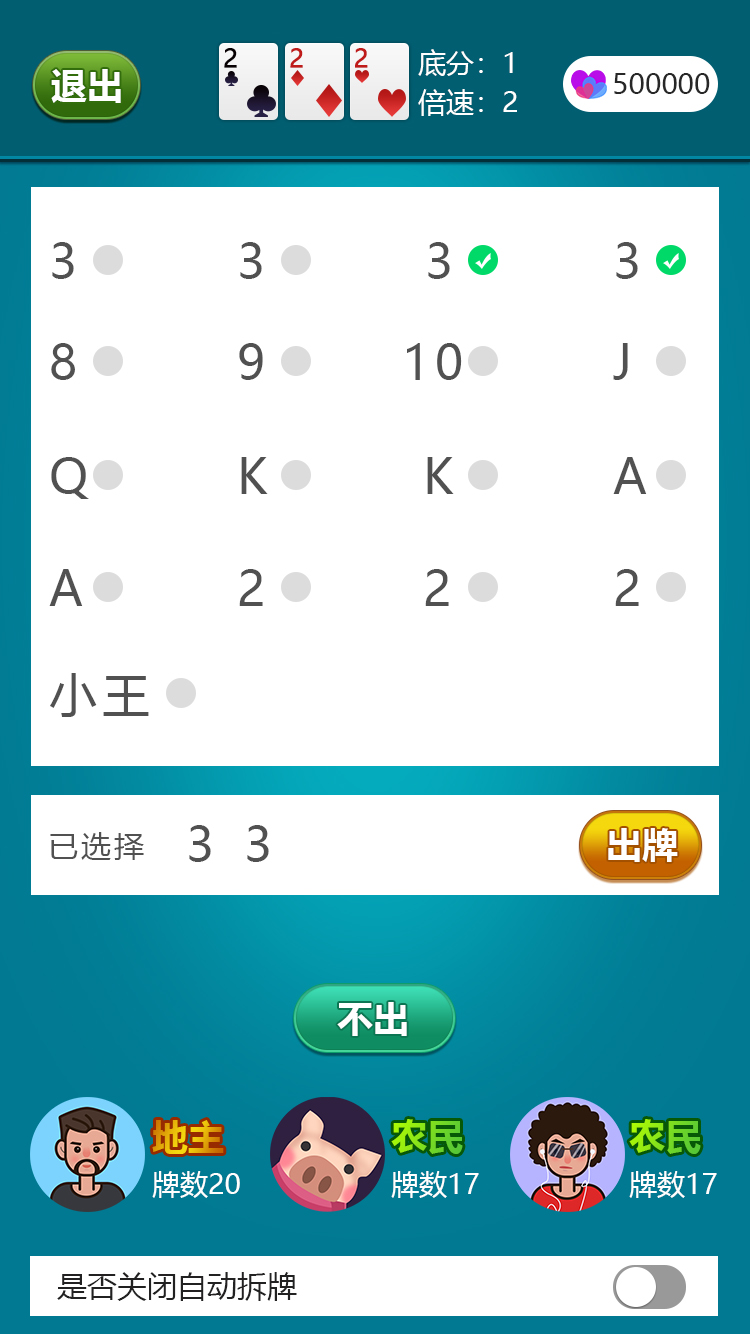 退出
2 2 2
底分：1
倍速：2
500000
3 3 3 3
8 9 10 J
Q K K A
A 2 2 2
小王
已选择 3 3
出牌
不出
地主
牌数20
农民
牌数17
农民
牌数17
是否关闭自动拆牌